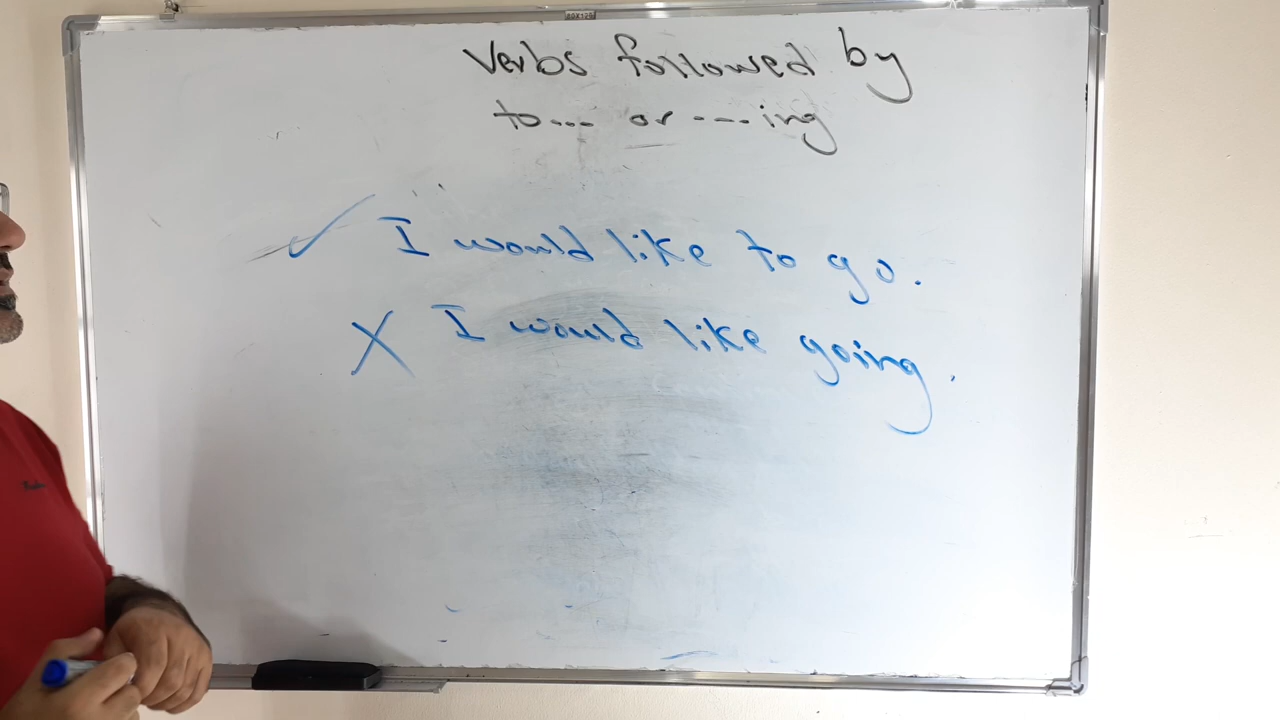 Verbs followed by
to... or ----ing
✓ I would like to go.
X I would like going.